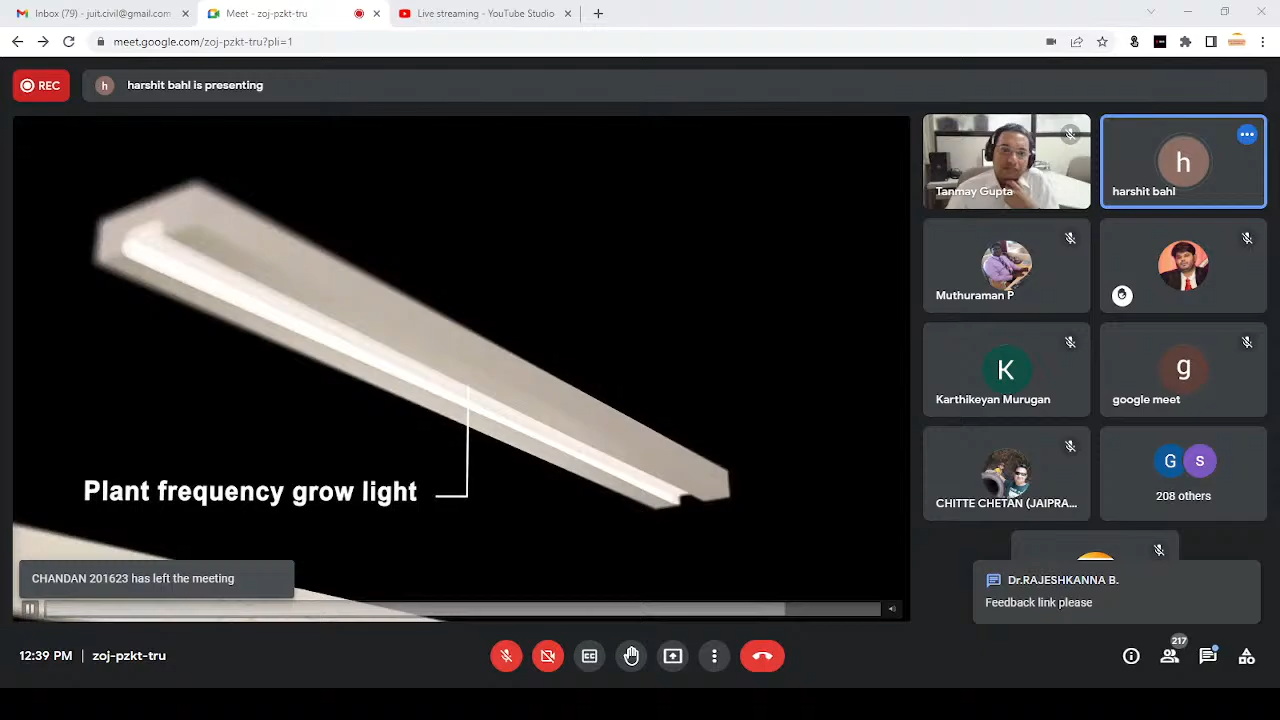 Inbox (79) - juit.civil@gmail.com
Meet - zoj-pzkt-tru
Live streaming - YouTube Studio
meet.google.com/zoj-pzkt-tru?pli=1
REC
h
harshit bahl is presenting
Tanmay Gupta
h
harshit bahl
Muthuraman P
K
Karthikeyan Murugan
g
google meet
CHITTE CHETAN (JAIPRA...
G
S
208 others
Plant frequency grow light
CHANDAN 201623 has left the meeting
Dr.RAJESHKANNA B.
Feedback link please
12:39 PM | zoj-pzkt-tru
217